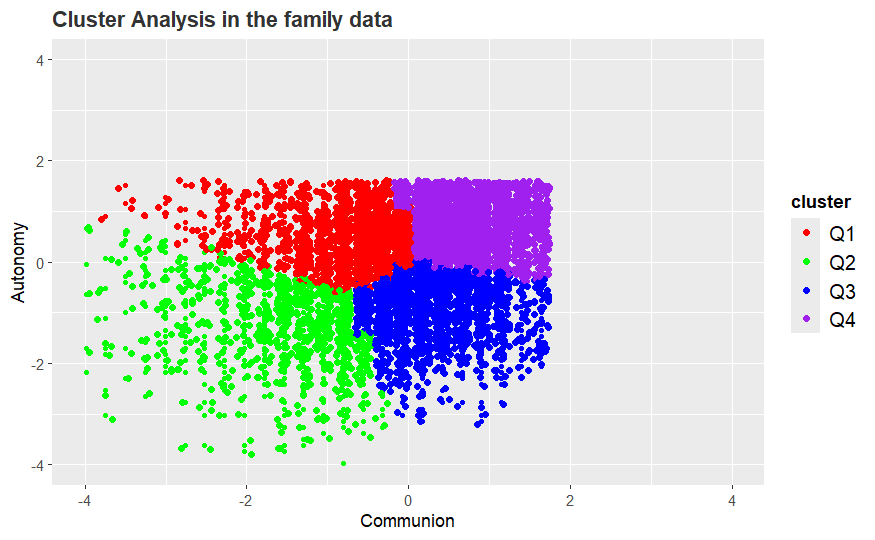 Cluster Analysis in the family data
4
2
0
-2
-4
Autonomy
-4
-2
0
2
4
Communion
cluster
Q1
Q2
Q3
Q4